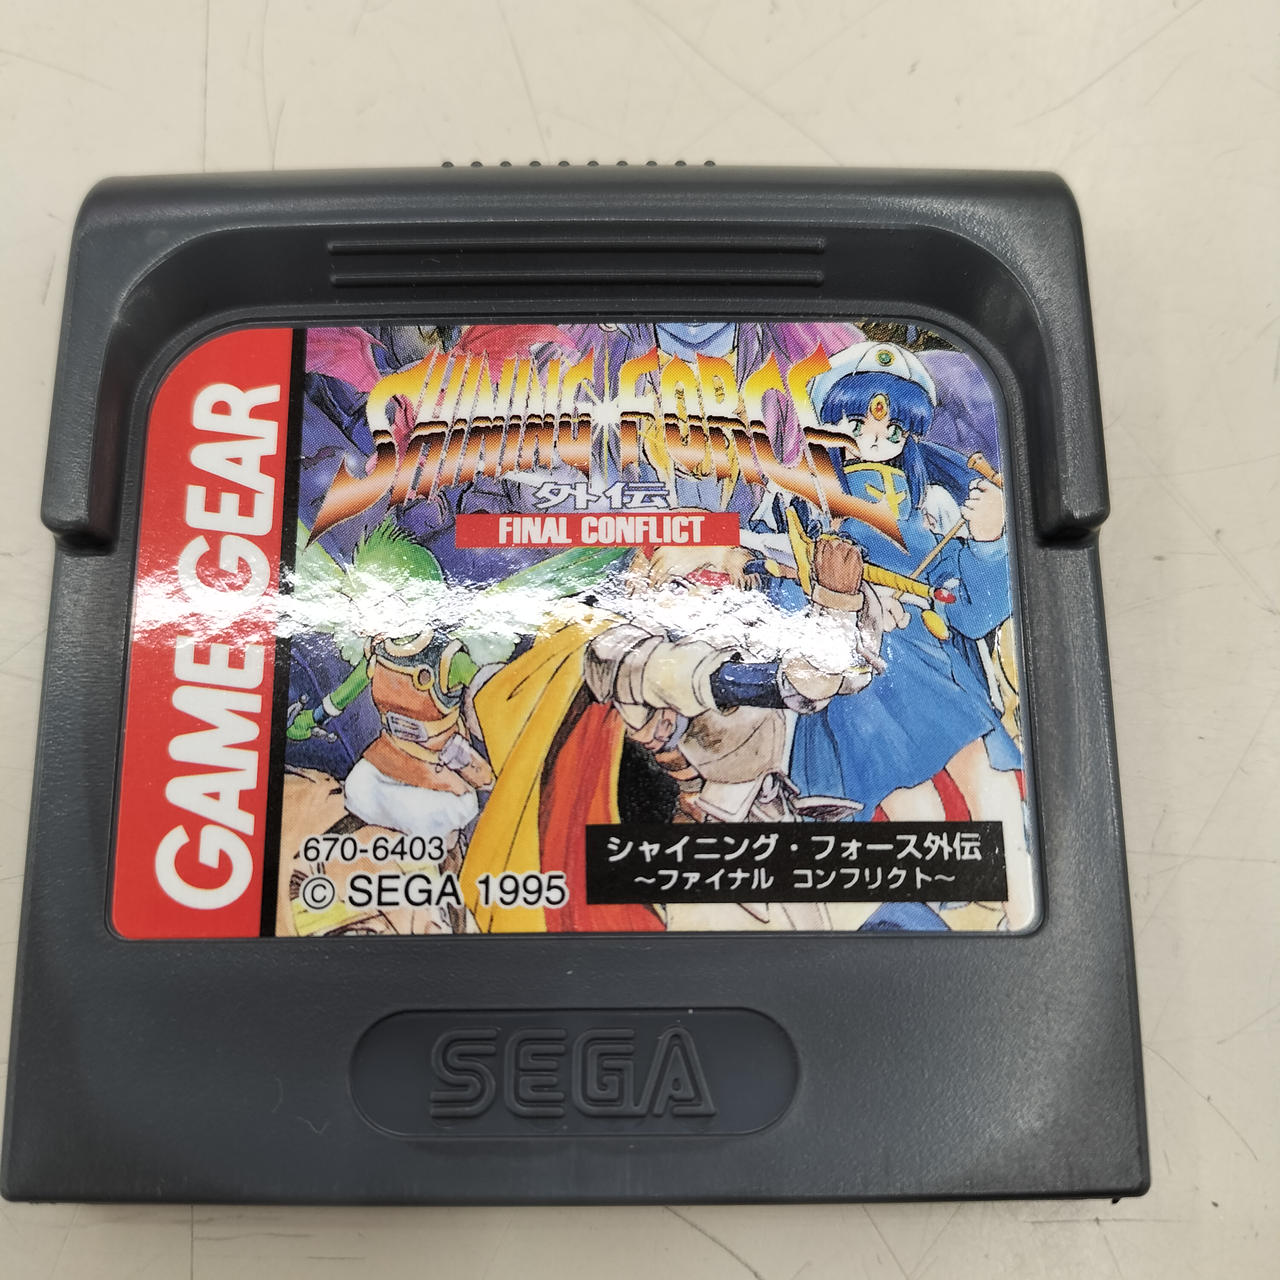 GAME GEAR
SHINING FORCE
外伝
FINAL CONFLICT
670-6403
© SEGA 1995
シャイニング・フォース外伝
～ファイナル コンフリクト～
SEGA